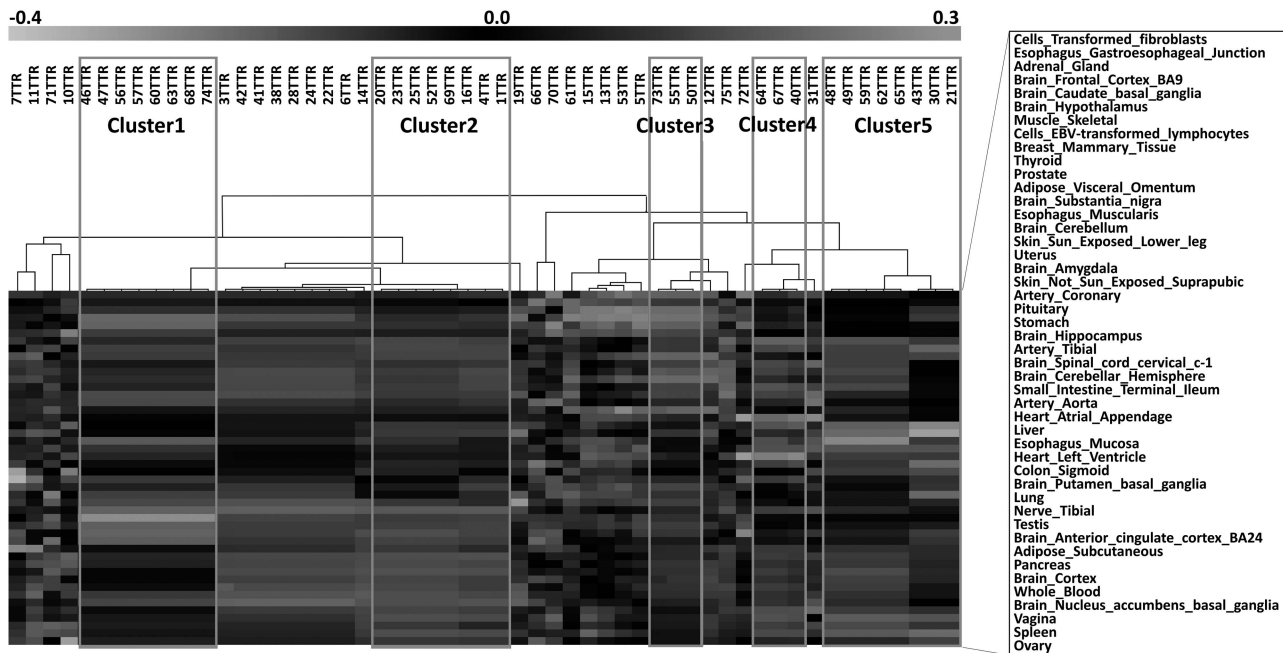 -0.4 0.0 0.3
7TTR
11TTR
71TTR
10TTR
46TTR
47TTR
56TTR
57TTR
60TTR
63TTR
68TTR
74TTR
3TTR
42TTR
41TTR
38TTR
28TTR
24TTR
22TTR
6TTR
14TTR
20TTR
23TTR
25TTR
52TTR
69TTR
16TTR
4TTR
1TTR
19TTR
66TTR
70TTR
61TTR
15TTR
13TTR
53TTR
5TTR
73TTR
55TTR
50TTR
12TTR
75TTR
72TTR
64TTR
67TTR
40TTR
31TTR
48TTR
49TTR
59TTR
62TTR
65TTR
43TTR
30TTR
21TTR
Cluster1 Cluster2 Cluster3 Cluster4 Cluster5
Cells_Transformed_fibroblasts
Esophagus_Gastroesophageal_Junction
Adrenal_Gland
Brain_Frontal_Cortex_BA9
Brain_Caudate_basal_ganglia
Brain_Hypothalamus
Muscle_Skeletal
Cells_EBV-transformed_lymphocytes
Breast_Mammary_Tissue
Thyroid
Prostate
Adipose_Visceral_Omentum
Brain_Substantia_nigra
Esophagus_Muscularis
Brain_Cerebellum
Skin_Sun_Exposed_Lower_leg
Uterus
Brain_Amygdala
Skin_Not_Sun_Exposed_Suprapubic
Artery_Coronary
Pituitary
Stomach
Brain_Hippocampus
Artery_Tibial
Brain_Spinal_cord_cervical_c-1
Brain_Cerebellar_Hemisphere
Small_Intestine_Terminal_Ileum
Artery_Aorta
Heart_Atrial_Appendage
Liver
Esophagus_Mucosa
Heart_Left_Ventricle
Colon_Sigmoid
Brain_Putamen_basal_ganglia
Lung
Nerve_Tibial
Testis
Brain_Anterior_cingulate_cortex_BA24
Adipose_Subcutaneous
Pancreas
Brain_Cortex
Whole_Blood
Brain_Nucleus_accumbens_basal_ganglia
Vagina
Spleen
Ovary